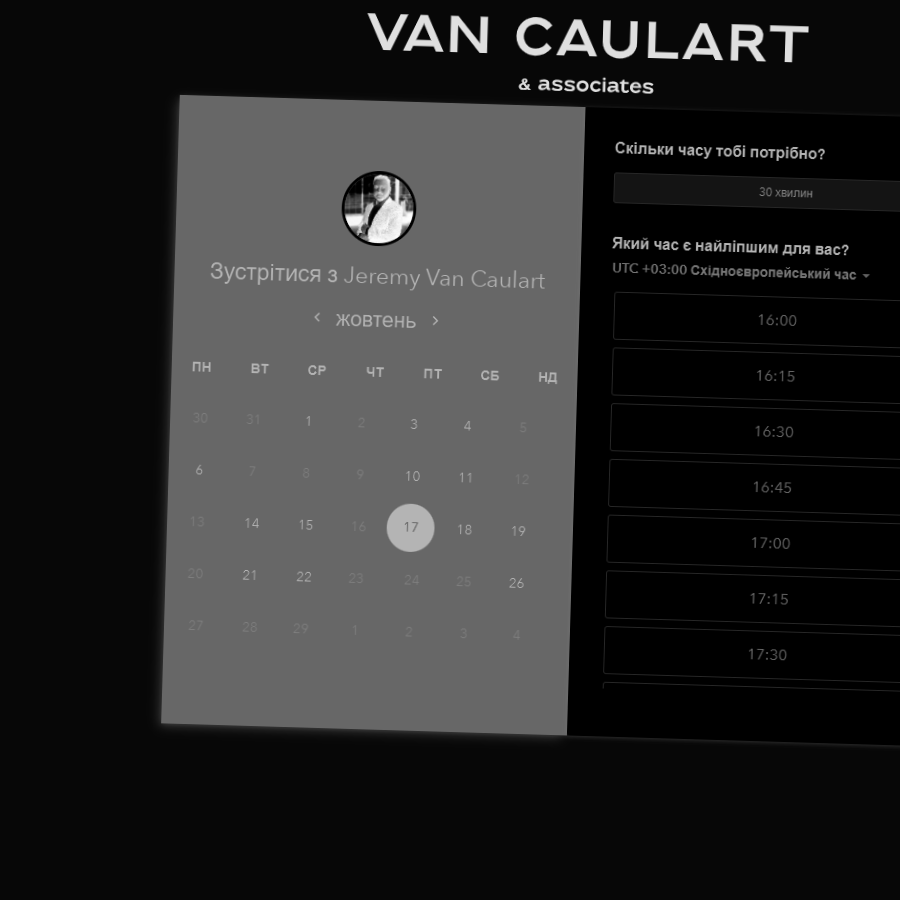 VAN CAULART
& associates
Зустрітися з Jeremy Van Caulart
‹ жовтень ›
ПН ВТ СР ЧТ ПТ СБ НД
30 31 1 2 3 4 5
6 7 8 9 10 11 12
13 14 15 16 17 18 19
20 21 22 23 24 25 26
27 28 29 1 2 3 4
Скільки часу тобі потрібно?
30 хвилин
Який час є найліпшим для вас?
UTC +03:00 Східноєвропейський час
16:00
16:15
16:30
16:45
17:00
17:15
17:30